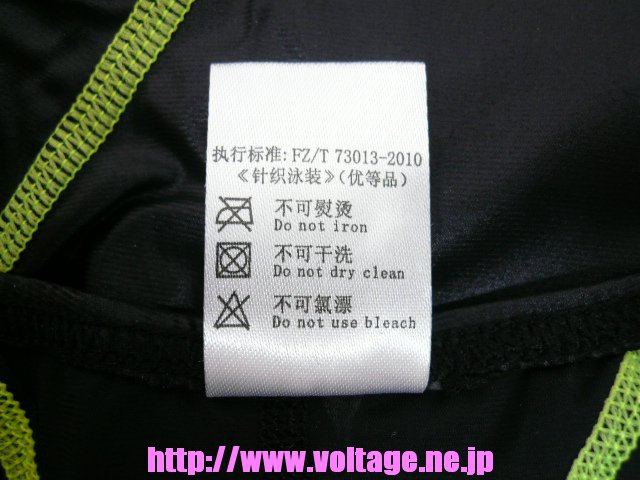 执行标准: FZ/T 73013-2010
《针织泳装》(优等品)
不可熨烫
Do not iron
不可干洗
Do not dry clean
不可氯漂
Do not use bleach
http://www.voltage.ne.jp